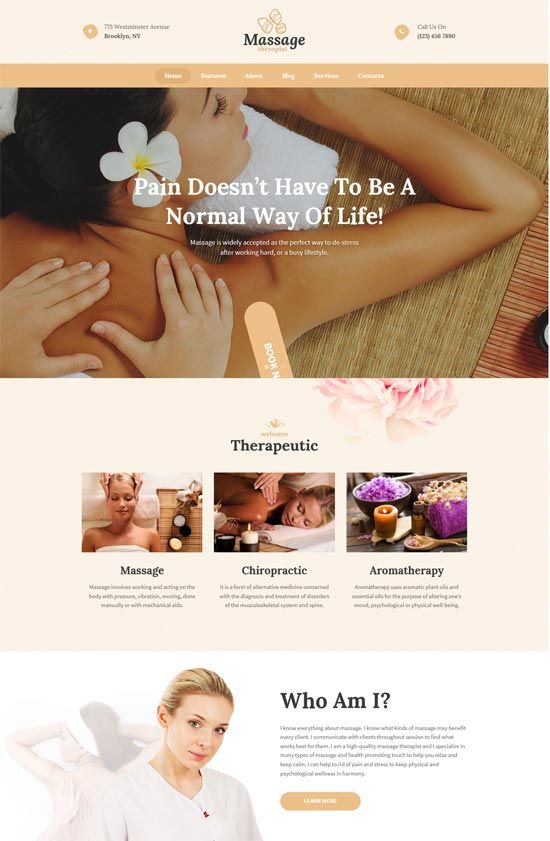 775 Westminster Avenue
Brooklyn, NY
Massage
therapist
Call Us On
(123) 456 7890
Home Features About Blog Services Contacts
Pain Doesn't Have To Be A
Normal Way Of Life!
Massage is widely accepted as the perfect way to de-stress
after working hard, or a busy lifestyle.
BOOK N
welcome
Therapeutic
Massage
Massage involves working and acting on the
body with pressure, vibration, moving, done
manually or with mechanical aids.
Chiropractic
It is a form of alternative medicine concerned
with the diagnosis and treatment of disorders
of the musculoskeletal system and spine.
Aromatherapy
Aromatherapy uses aromatic plant oils and
essential oils for the purpose of altering one's
mood, psychological or physical well-being.
Who Am I?
I know everything about massage. I know what kinds of massage may benefit
every client. I communicate with clients throughout session to find what
works best for them. I am a high-quality massage therapist and I specialize in
many types of massage and health promoting touch to help you relax and
keep calm. I can help to rid of pain and stress to keep physical and
psychological wellness in harmony.
LEARN MORE